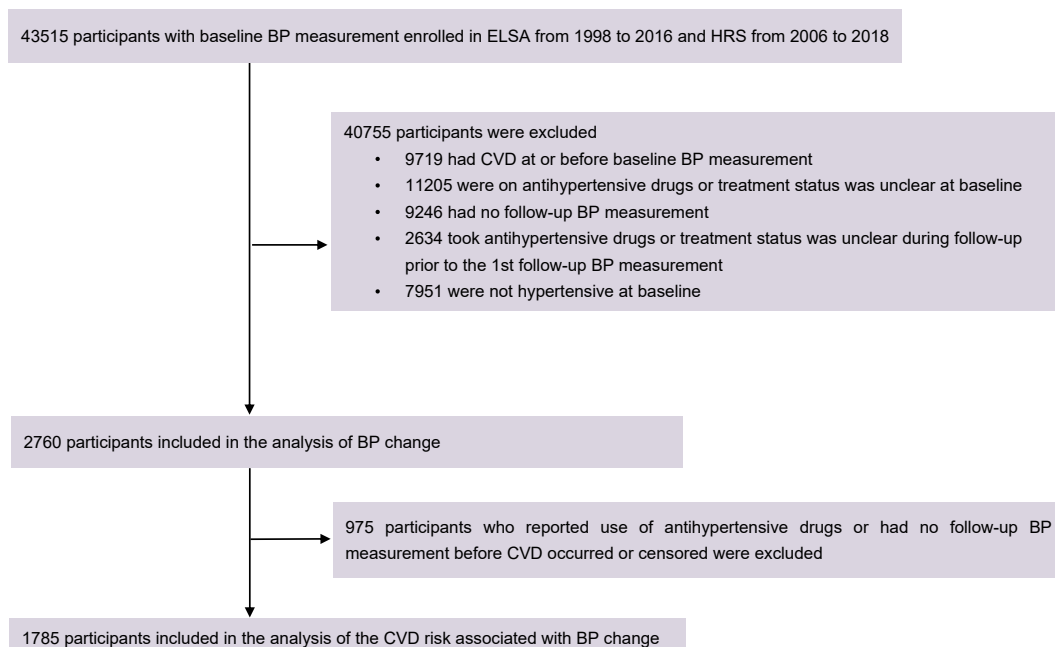 43515 participants with baseline BP measurement enrolled in ELSA from 1998 to 2016 and HRS from 2006 to 2018
40755 participants were excluded
• 9719 had CVD at or before baseline BP measurement
• 11205 were on antihypertensive drugs or treatment status was unclear at baseline
• 9246 had no follow-up BP measurement
• 2634 took antihypertensive drugs or treatment status was unclear during follow-up
prior to the 1st follow-up BP measurement
• 7951 were not hypertensive at baseline
2760 participants included in the analysis of BP change
975 participants who reported use of antihypertensive drugs or had no follow-up BP
measurement before CVD occurred or censored were excluded
1785 participants included in the analysis of the CVD risk associated with BP change